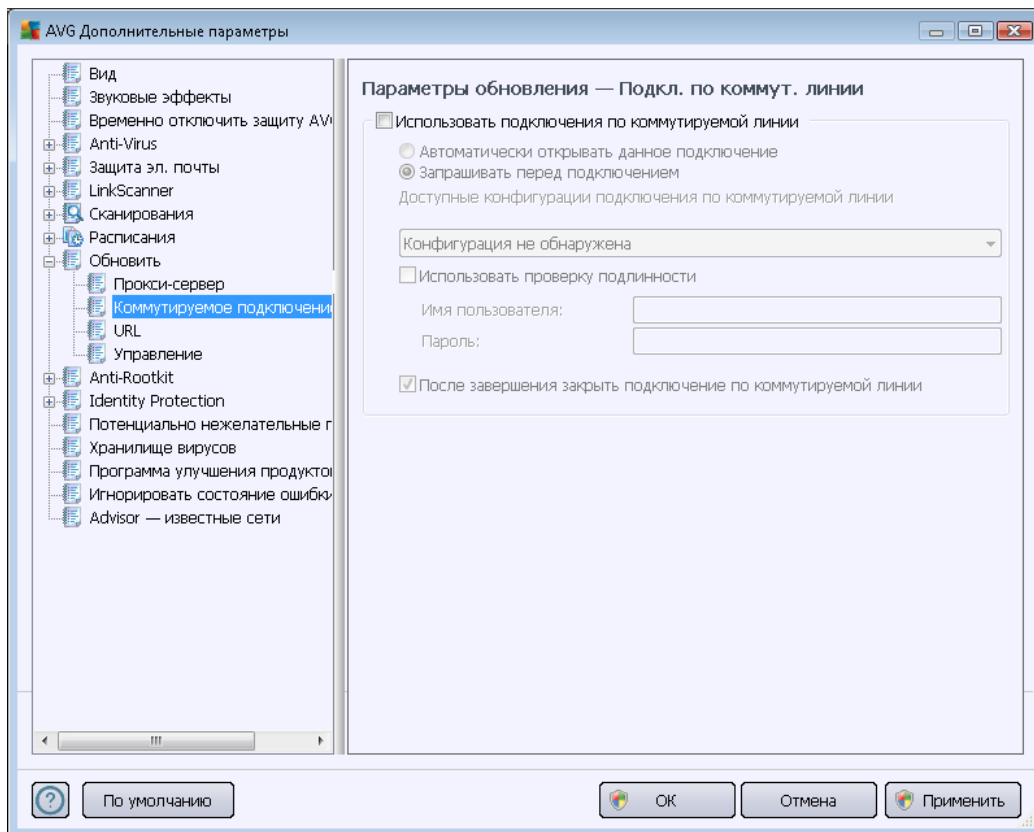 AVG Дополнительные параметры
Вид
Звуковые эффекты
Временно отключить защиту AV
Anti-Virus
Защита эл. почты
LinkScanner
Сканирования
Расписания
Обновить
Прокси-сервер
Коммутируемое подключени
URL
Управление
Anti-Rootkit
Identity Protection
Потенциально нежелательные
Хранилище вирусов
Программа улучшения продукто
Игнорировать состояние ошибки
Advisor — известные сети
Параметры обновления — Подкл. по коммут. линии
Использовать подключения по коммутируемой линии
Автоматически открывать данное подключение
Запрашивать перед подключением
Доступные конфигурации подключения по коммутируемой линии
Конфигурация не обнаружена
Использовать проверку подлинности
Имя пользователя:
Пароль:
После завершения закрыть подключение по коммутируемой линии
По умолчанию
ОК
Отмена
Применить